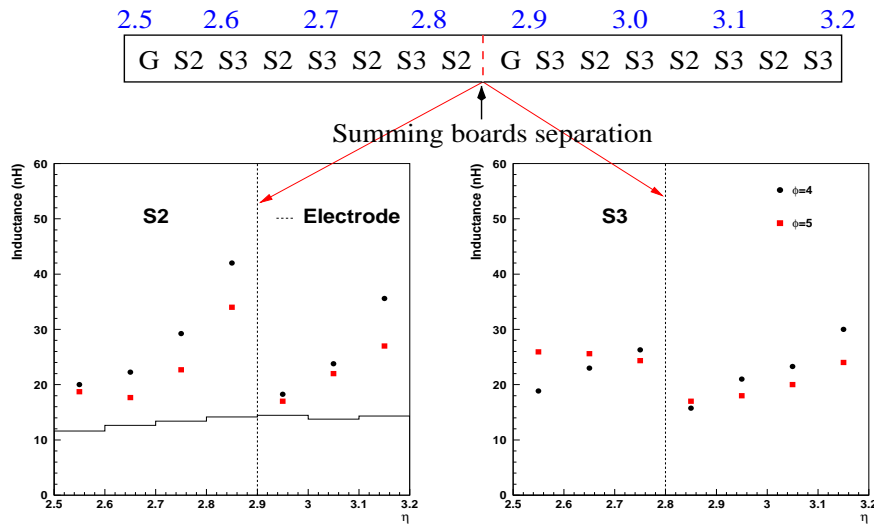 2.5 2.6 2.7 2.8 2.9 3.0 3.1 3.2
G S2 S3 S2 S3 S2 S3 S2 G S3 S2 S3 S2 S3 S2 S3
Summing boards separation
Inductance (nH)
60
50
40
30
20
10
0
S2
Electrode
2.5 2.6 2.7 2.8 2.9 3 3.1 3.2
η
Inductance (nH)
60
50
40
30
20
10
0
S3
ϕ=4
ϕ=5
2.5 2.6 2.7 2.8 2.9 3 3.1 3.2
η